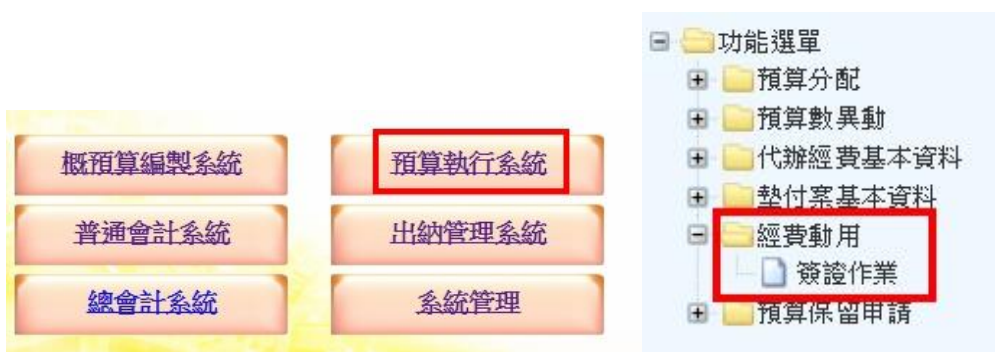 概預算編製系統
預算執行系統
普通會計系統
出納管理系統
總會計系統
系統管理
功能選單
預算分配
預算數異動
代辦經費基本資料
墊付案基本資料
經費動用
簽證作業
預算保留申請